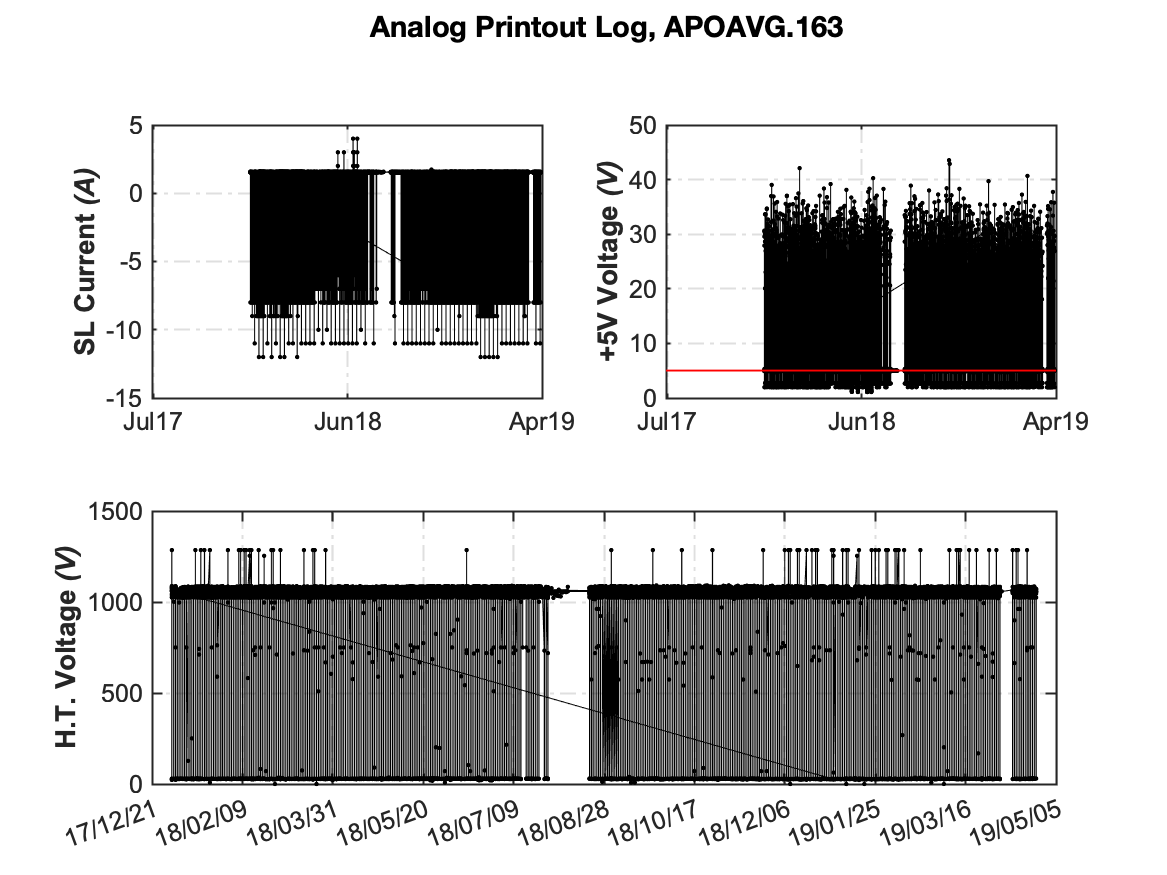 Analog Printout Log, APOAVG.163
SL Current (A)
5
0
-5
-10
-15
Jul17 Jun18 Apr19
+5V Voltage (V)
50
40
30
20
10
0
Jul17 Jun18 Apr19
H.T. Voltage (V)
1500
1000
500
0
17/12/21 18/02/09 18/03/31 18/05/20 18/07/09 18/08/28 18/10/17 18/12/06 19/01/25 19/03/16 19/05/05